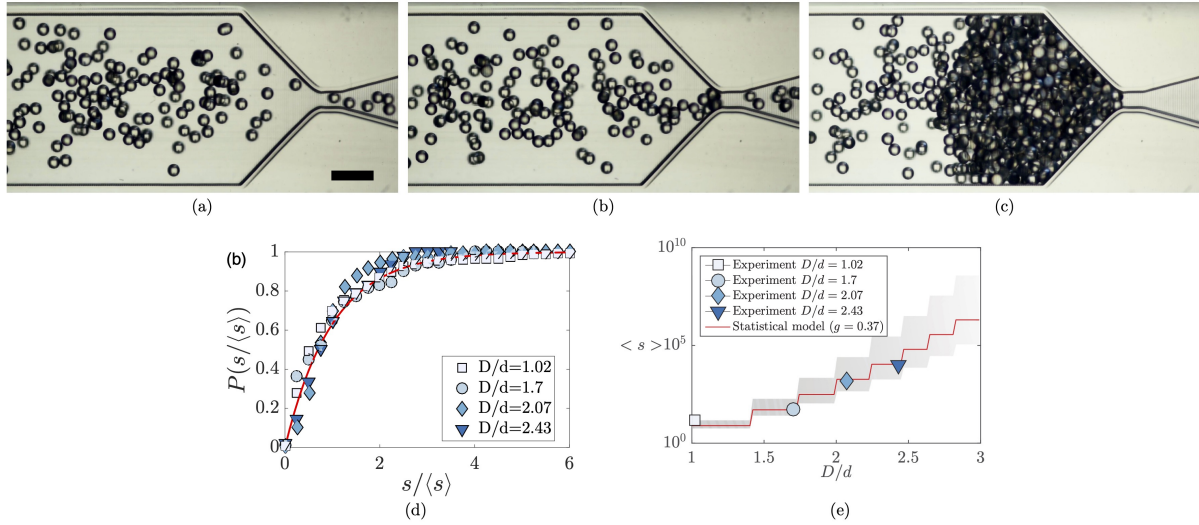 (a)
(b)
(c)
(b)
P(s/⟨s⟩)
1
0.8
0.6
0.4
0.2
0
0
2
4
6
s/⟨s⟩
D/d=1.02
D/d=1.7
D/d=2.07
D/d=2.43
(d)
10^10
< s > 10^5
10^0
Experiment D/d = 1.02
Experiment D/d = 1.7
Experiment D/d = 2.07
Experiment D/d = 2.43
Statistical model (g = 0.37)
1
1.5
2
2.5
3
D/d
(e)